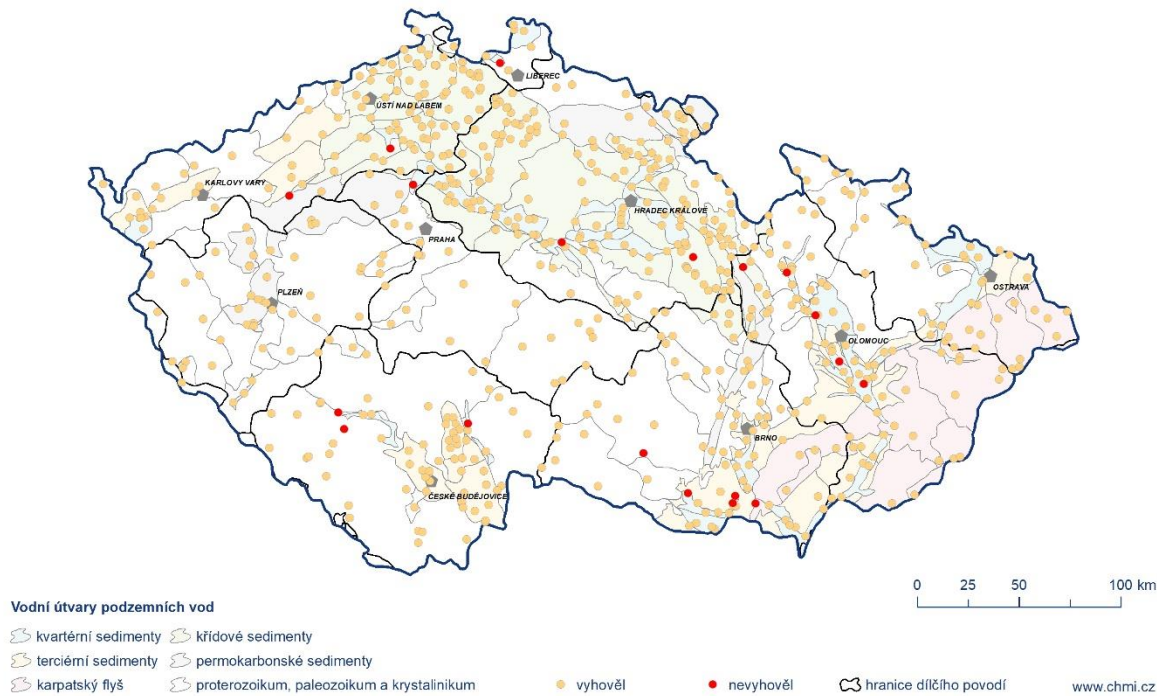 LIBEREC
ÚSTÍ NAD LABEM
KARLOVY VARY
HRADEC KRÁLOVÉ
PRAHA
OSTRAVA
PLZEŇ
OLOMOUC
BRNO
ČESKÉ BUDĚJOVICE
0 25 50 100 km
Vodní útvary podzemních vod
kvartérní sedimenty křídové sedimenty
terciérní sedimenty permokarbonské sedimenty
karpatský flyš proterozoikum, paleozoikum a krystalinikum vyhověl nevyhověl hranice dílčího povodí www.chmi.cz